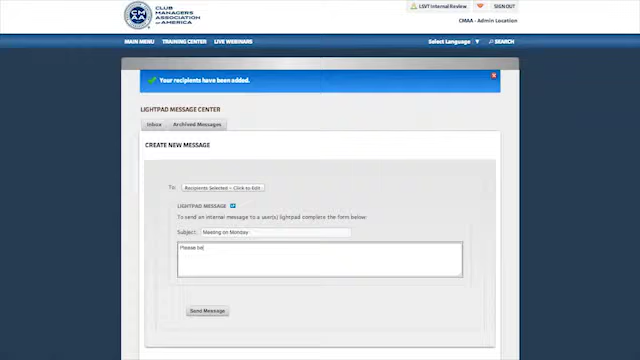 CMAA
CLUB
MANAGERS
ASSOCIATION
OF AMERICA
LSVT Internal Review
SIGN OUT
CMAA - Admin Location
MAIN MENU
TRAINING CENTER
LIVE WEBINARS
Select Language ▼
SEARCH
Your recipients have been added.
LIGHTPAD MESSAGE CENTER
Inbox
Archived Messages
CREATE NEW MESSAGE
To:
Recipients Selected - Click to Edit
LIGHTPAD MESSAGE
To send an internal message to a user(s) lightpad complete the form below:
Subject: Meeting on Monday
Please be
Send Message